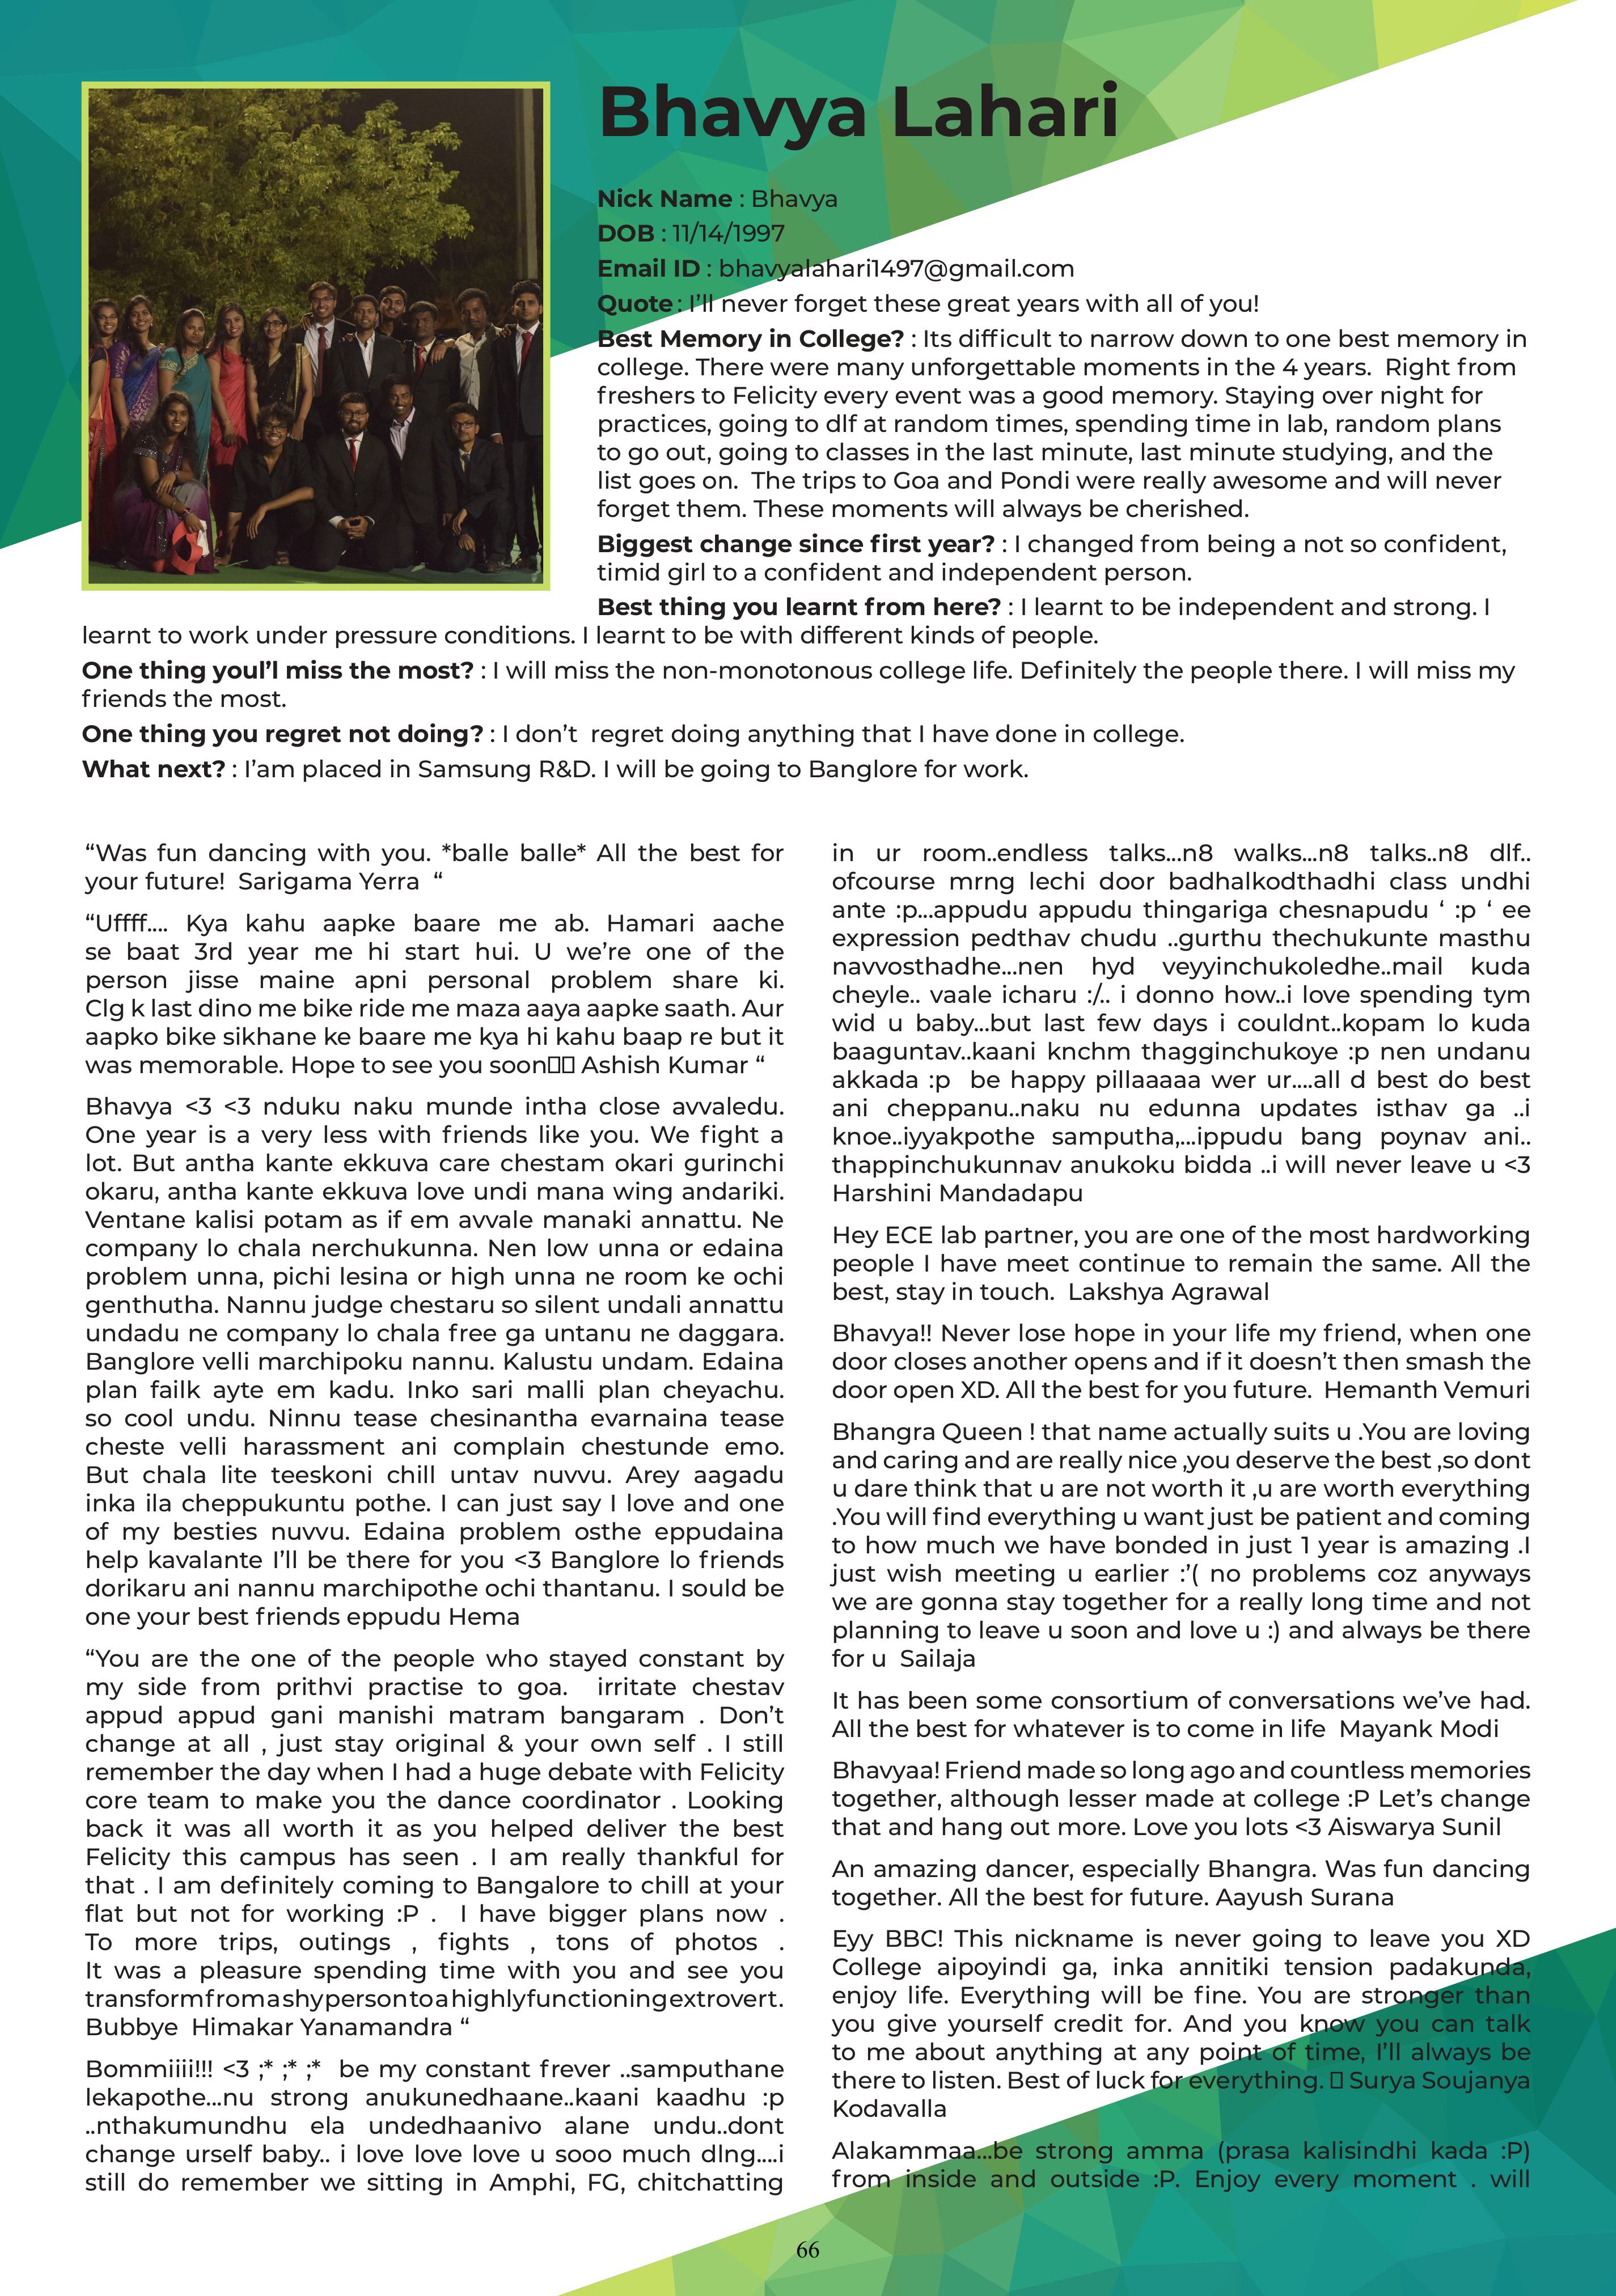 Bhavya Lahari
Nick Name : Bhavya
DOB : 11/14/1997
Email ID : bhavyalahari1497@gmail.com
Quote : I’ll never forget these great years with all of you!
Best Memory in College? : Its difficult to narrow down to one best memory in
college. There were many unforgettable moments in the 4 years.  Right from
freshers to Felicity every event was a good memory. Staying over night for
practices, going to dlf at random times, spending time in lab, random plans
to go out, going to classes in the last minute, last minute studying, and the
list goes on.  The trips to Goa and Pondi were really awesome and will never
forget them. These moments will always be cherished.
Biggest change since first year? : I changed from being a not so confident,
timid girl to a confident and independent person.
Best thing you learnt from here? : I learnt to be independent and strong. I
learnt to work under pressure conditions. I learnt to be with different kinds of people.
One thing youl’l miss the most? : I will miss the non-monotonous college life. Definitely the people there. I will miss my
friends the most.
One thing you regret not doing? : I don’t  regret doing anything that I have done in college.
What next? : I’am placed in Samsung R&D. I will be going to Banglore for work.
“Was fun dancing with you. *balle balle* All the best for
your future!  Sarigama Yerra  “
“Uffff.... Kya kahu aapke baare me ab. Hamari aache
se baat 3rd year me hi start hui. U we’re one of the
person jisse maine apni personal problem share ki.
Clg k last dino me bike ride me maza aaya aapke saath. Aur
aapko bike sikhane ke baare me kya hi kahu baap re but it
was memorable. Hope to see you soon▯▯ Ashish Kumar “
Bhavya <3 <3 nduku naku munde intha close avvaledu.
One year is a very less with friends like you. We fight a
lot. But antha kante ekkuva care chestam okari gurinchi
okaru, antha kante ekkuva love undi mana wing andariki.
Ventane kalisi potam as if em avvale manaki annattu. Ne
company lo chala nerchukunna. Nen low unna or edaina
problem unna, pichi lesina or high unna ne room ke ochi
genthutha. Nannu judge chestaru so silent undali annattu
undadu ne company lo chala free ga untanu ne daggara.
Banglore velli marchipoku nannu. Kalustu undam. Edaina
plan failk ayte em kadu. Inko sari malli plan cheyachu.
so cool undu. Ninnu tease chesinantha evarnaina tease
cheste velli harassment ani complain chestunde emo.
But chala lite teeskoni chill untav nuvvu. Arey aagadu
inka ila cheppukuntu pothe. I can just say I love and one
of my besties nuvvu. Edaina problem osthe eppudaina
help kavalante I’ll be there for you <3 Banglore lo friends
dorikaru ani nannu marchipothe ochi thantanu. I sould be
one your best friends eppudu Hema
“You are the one of the people who stayed constant by
my side from prithvi practise to goa.  irritate chestav
appud appud gani manishi matram bangaram . Don’t
change at all , just stay original & your own self . I still
remember the day when I had a huge debate with Felicity
core team to make you the dance coordinator . Looking
back it was all worth it as you helped deliver the best
Felicity this campus has seen . I am really thankful for
that . I am definitely coming to Bangalore to chill at your
flat but not for working :P .  I have bigger plans now .
To more trips, outings , fights , tons of photos .
It was a pleasure spending time with you and see you
transform from a shy person to a highly functioning extrovert.
Bubbye  Himakar Yanamandra “
Bommiiii!!! <3 ;* ;* ;*  be my constant frever ..samputhane
lekapothe...nu strong anukunedhaane..kaani kaadhu :p
..nthakumundhu ela undedhaanivo alane undu..dont
change urself baby.. i love love love u sooo much dlng....i
still do remember we sitting in Amphi, FG, chitchatting
in ur room..endless talks...n8 walks...n8 talks..n8 dlf..
ofcourse mrng lechi door badhalkodthadhi class undhi
ante :p...appudu appudu thingariga chesnapudu ‘ :p ‘ ee
expression pedthav chudu ..gurthu thechukunte masthu
navvosthadhe...nen hyd veyyinchukoledhe..mail kuda
cheyle.. vaale icharu :/.. i donno how..i love spending tym
wid u baby...but last few days i couldnt..kopam lo kuda
baaguntav..kaani knchm thagginchukoye :p nen undanu
akkada :p  be happy pillaaaaa wer ur....all d best do best
ani cheppanu..naku nu edunna updates isthav ga ..i
knoe..iyyakpothe samputha,...ippudu bang poynav ani..
thappinchukunnav anukoku bidda ..i will never leave u <3
Harshini Mandadapu
Hey ECE lab partner, you are one of the most hardworking
people I have meet continue to remain the same. All the
best, stay in touch.  Lakshya Agrawal
Bhavya!! Never lose hope in your life my friend, when one
door closes another opens and if it doesn’t then smash the
door open XD. All the best for you future.  Hemanth Vemuri
Bhangra Queen ! that name actually suits u .You are loving
and caring and are really nice ,you deserve the best ,so dont
u dare think that u are not worth it ,u are worth everything
.You will find everything u want just be patient and coming
to how much we have bonded in just 1 year is amazing .I
just wish meeting u earlier :’( no problems coz anyways
we are gonna stay together for a really long time and not
planning to leave u soon and love u :) and always be there
for u  Sailaja
It has been some consortium of conversations we’ve had.
All the best for whatever is to come in life  Mayank Modi
Bhavyaa! Friend made so long ago and countless memories
together, although lesser made at college :P Let’s change
that and hang out more. Love you lots <3 Aiswarya Sunil
An amazing dancer, especially Bhangra. Was fun dancing
together. All the best for future. Aayush Surana
Eyy BBC! This nickname is never going to leave you XD
College aipoyindi ga, inka annitiki tension padakunda,
enjoy life. Everything will be fine. You are stronger than
you give yourself credit for. And you know you can talk
to me about anything at any point of time, I’ll always be
there to listen. Best of luck for everything. ▯ Surya Soujanya
Kodavalla
Alakammaa...be strong amma (prasa kalisindhi kada :P)
from inside and outside :P. Enjoy every moment . will
66